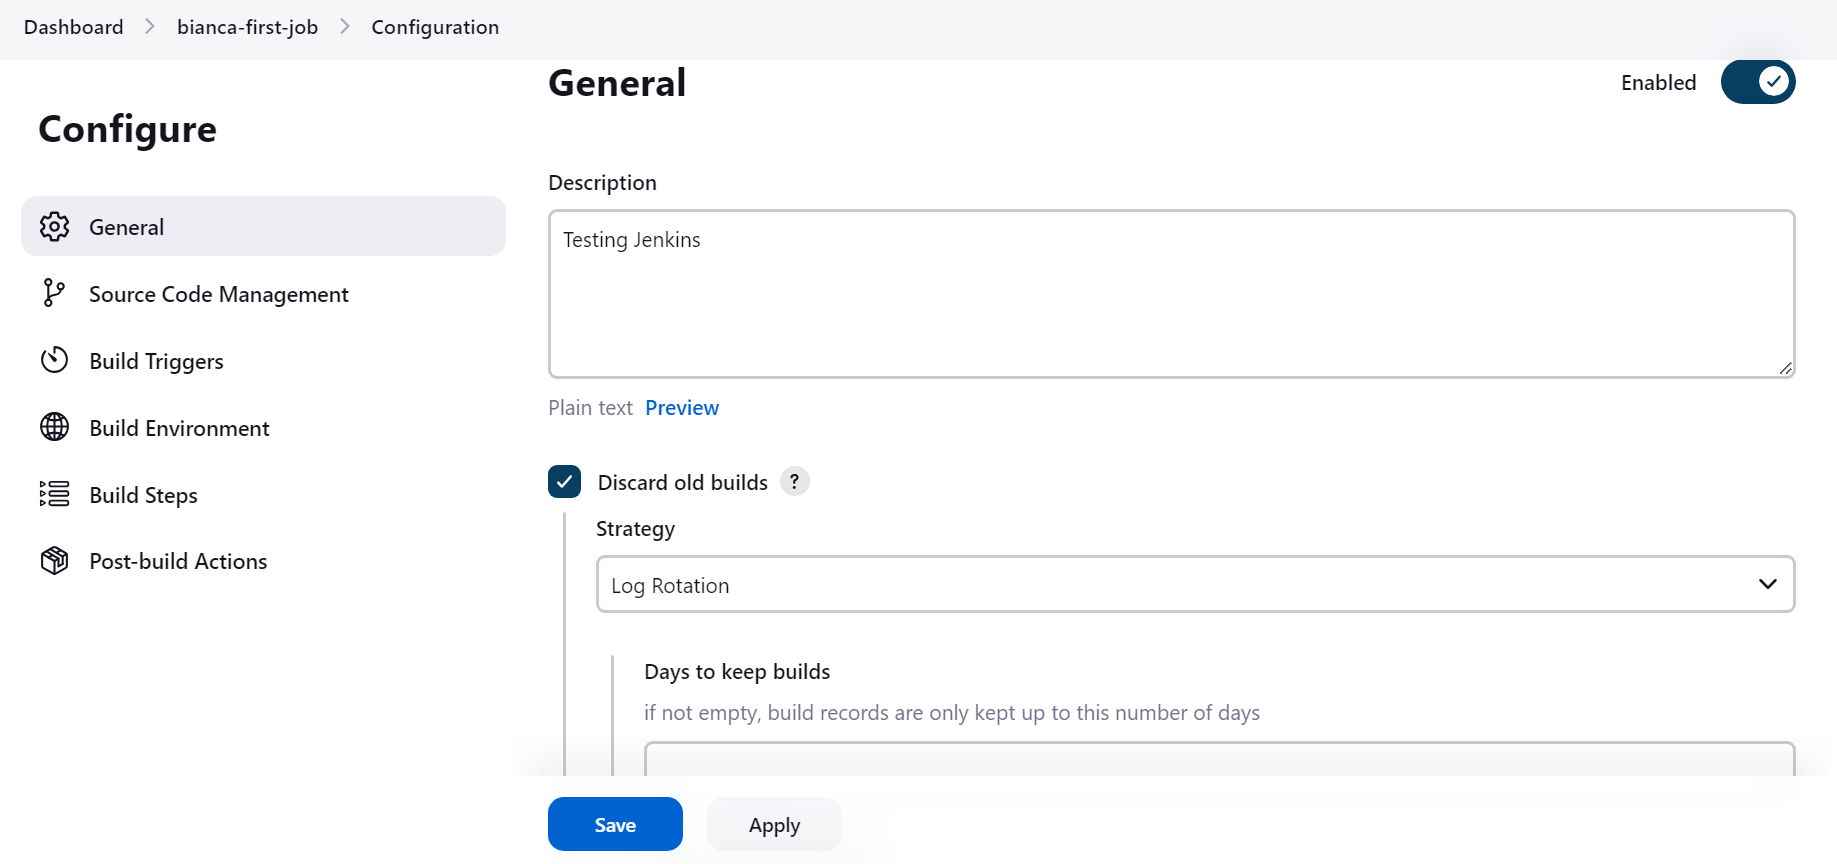 Dashboard > bianca-first-job > Configuration
Configure
General
Source Code Management
Build Triggers
Build Environment
Build Steps
Post-build Actions
General
Enabled
Description
Testing Jenkins
Plain text Preview
Discard old builds ?
Strategy
Log Rotation
Days to keep builds
if not empty, build records are only kept up to this number of days
Save Apply